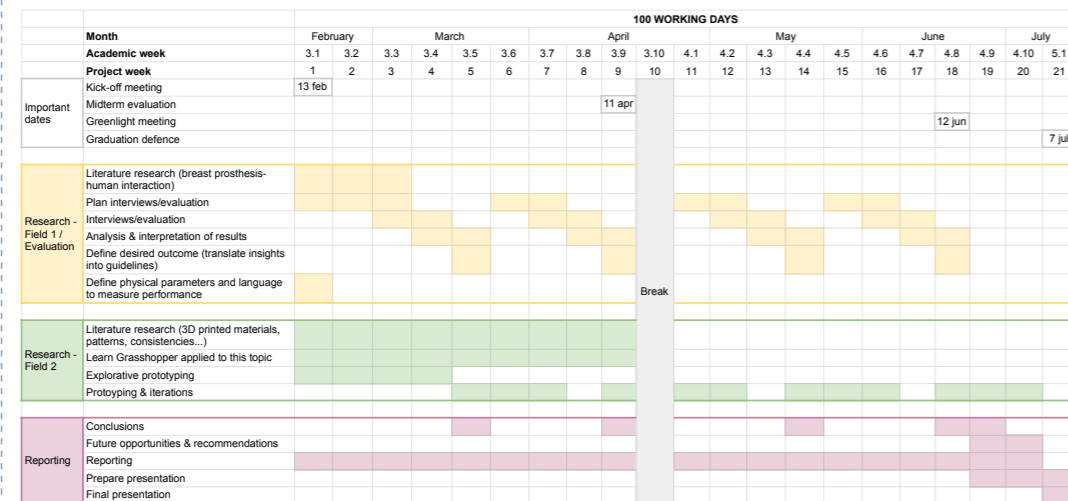 100 WORKING DAYS
Month February March April May June July
Academic week 3.1 3.2 3.3 3.4 3.5 3.6 3.7 3.8 3.9 3.10 4.1 4.2 4.3 4.4 4.5 4.6 4.7 4.8 4.9 4.10 5.1
Project week 1 2 3 4 5 6 7 8 9 10 11 12 13 14 15 16 17 18 19 20 21
Important
dates
Kick-off meeting 13 feb
Midterm evaluation 11 apr
Greenlight meeting 12 jun
Graduation defence 7 jul
Research -
Field 1 /
Evaluation
Literature research (breast prosthesis-
human interaction)
Plan interviews/evaluation
Interviews/evaluation
Analysis & interpretation of results
Define desired outcome (translate insights
into guidelines)
Define physical parameters and language
to measure performance
Break
Research -
Field 2
Literature research (3D printed materials,
patterns, consistencies...)
Learn Grasshopper applied to this topic
Explorative prototyping
Protoyping & iterations
Reporting
Conclusions
Future opportunities & recommendations
Reporting
Prepare presentation
Final presentation